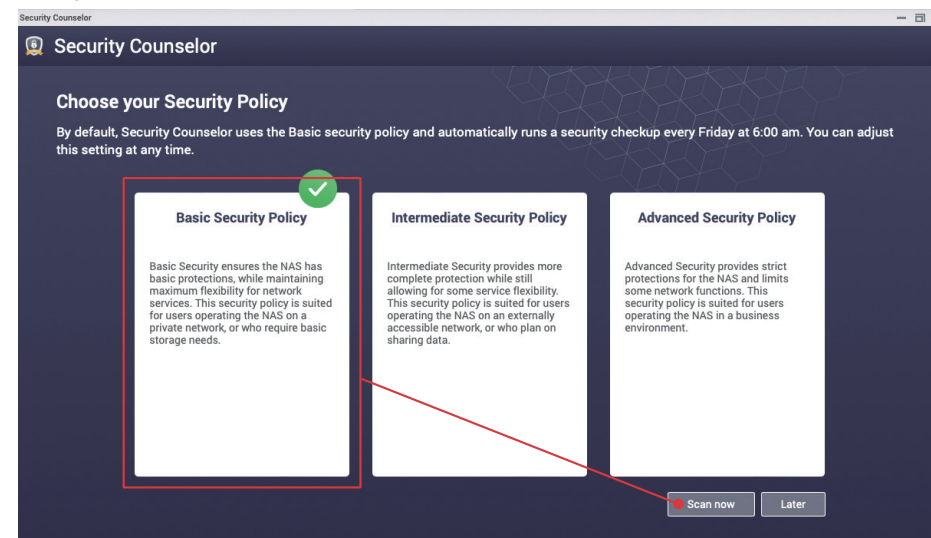 Security Counselor
6
Security Counselor
Choose your Security Policy
By default, Security Counselor uses the Basic security policy and automatically runs a security checkup every Friday at 6:00 am. You can adjust
this setting at any time.
Basic Security Policy
Basic Security ensures the NAS has
basic protections, while maintaining
maximum flexibility for network
services. This security policy is suited
for users operating the NAS on a
private network, or who require basic
storage needs.
Intermediate Security Policy
Intermediate Security provides more
complete protection while still
allowing for some service flexibility.
This security policy is suited for users
operating the NAS on an externally
accessible network, or who plan on
sharing data.
Advanced Security Policy
Advanced Security provides strict
protections for the NAS and limits
some network functions. This
security policy is suited for users
operating the NAS in a business
environment.
Scan now
Later